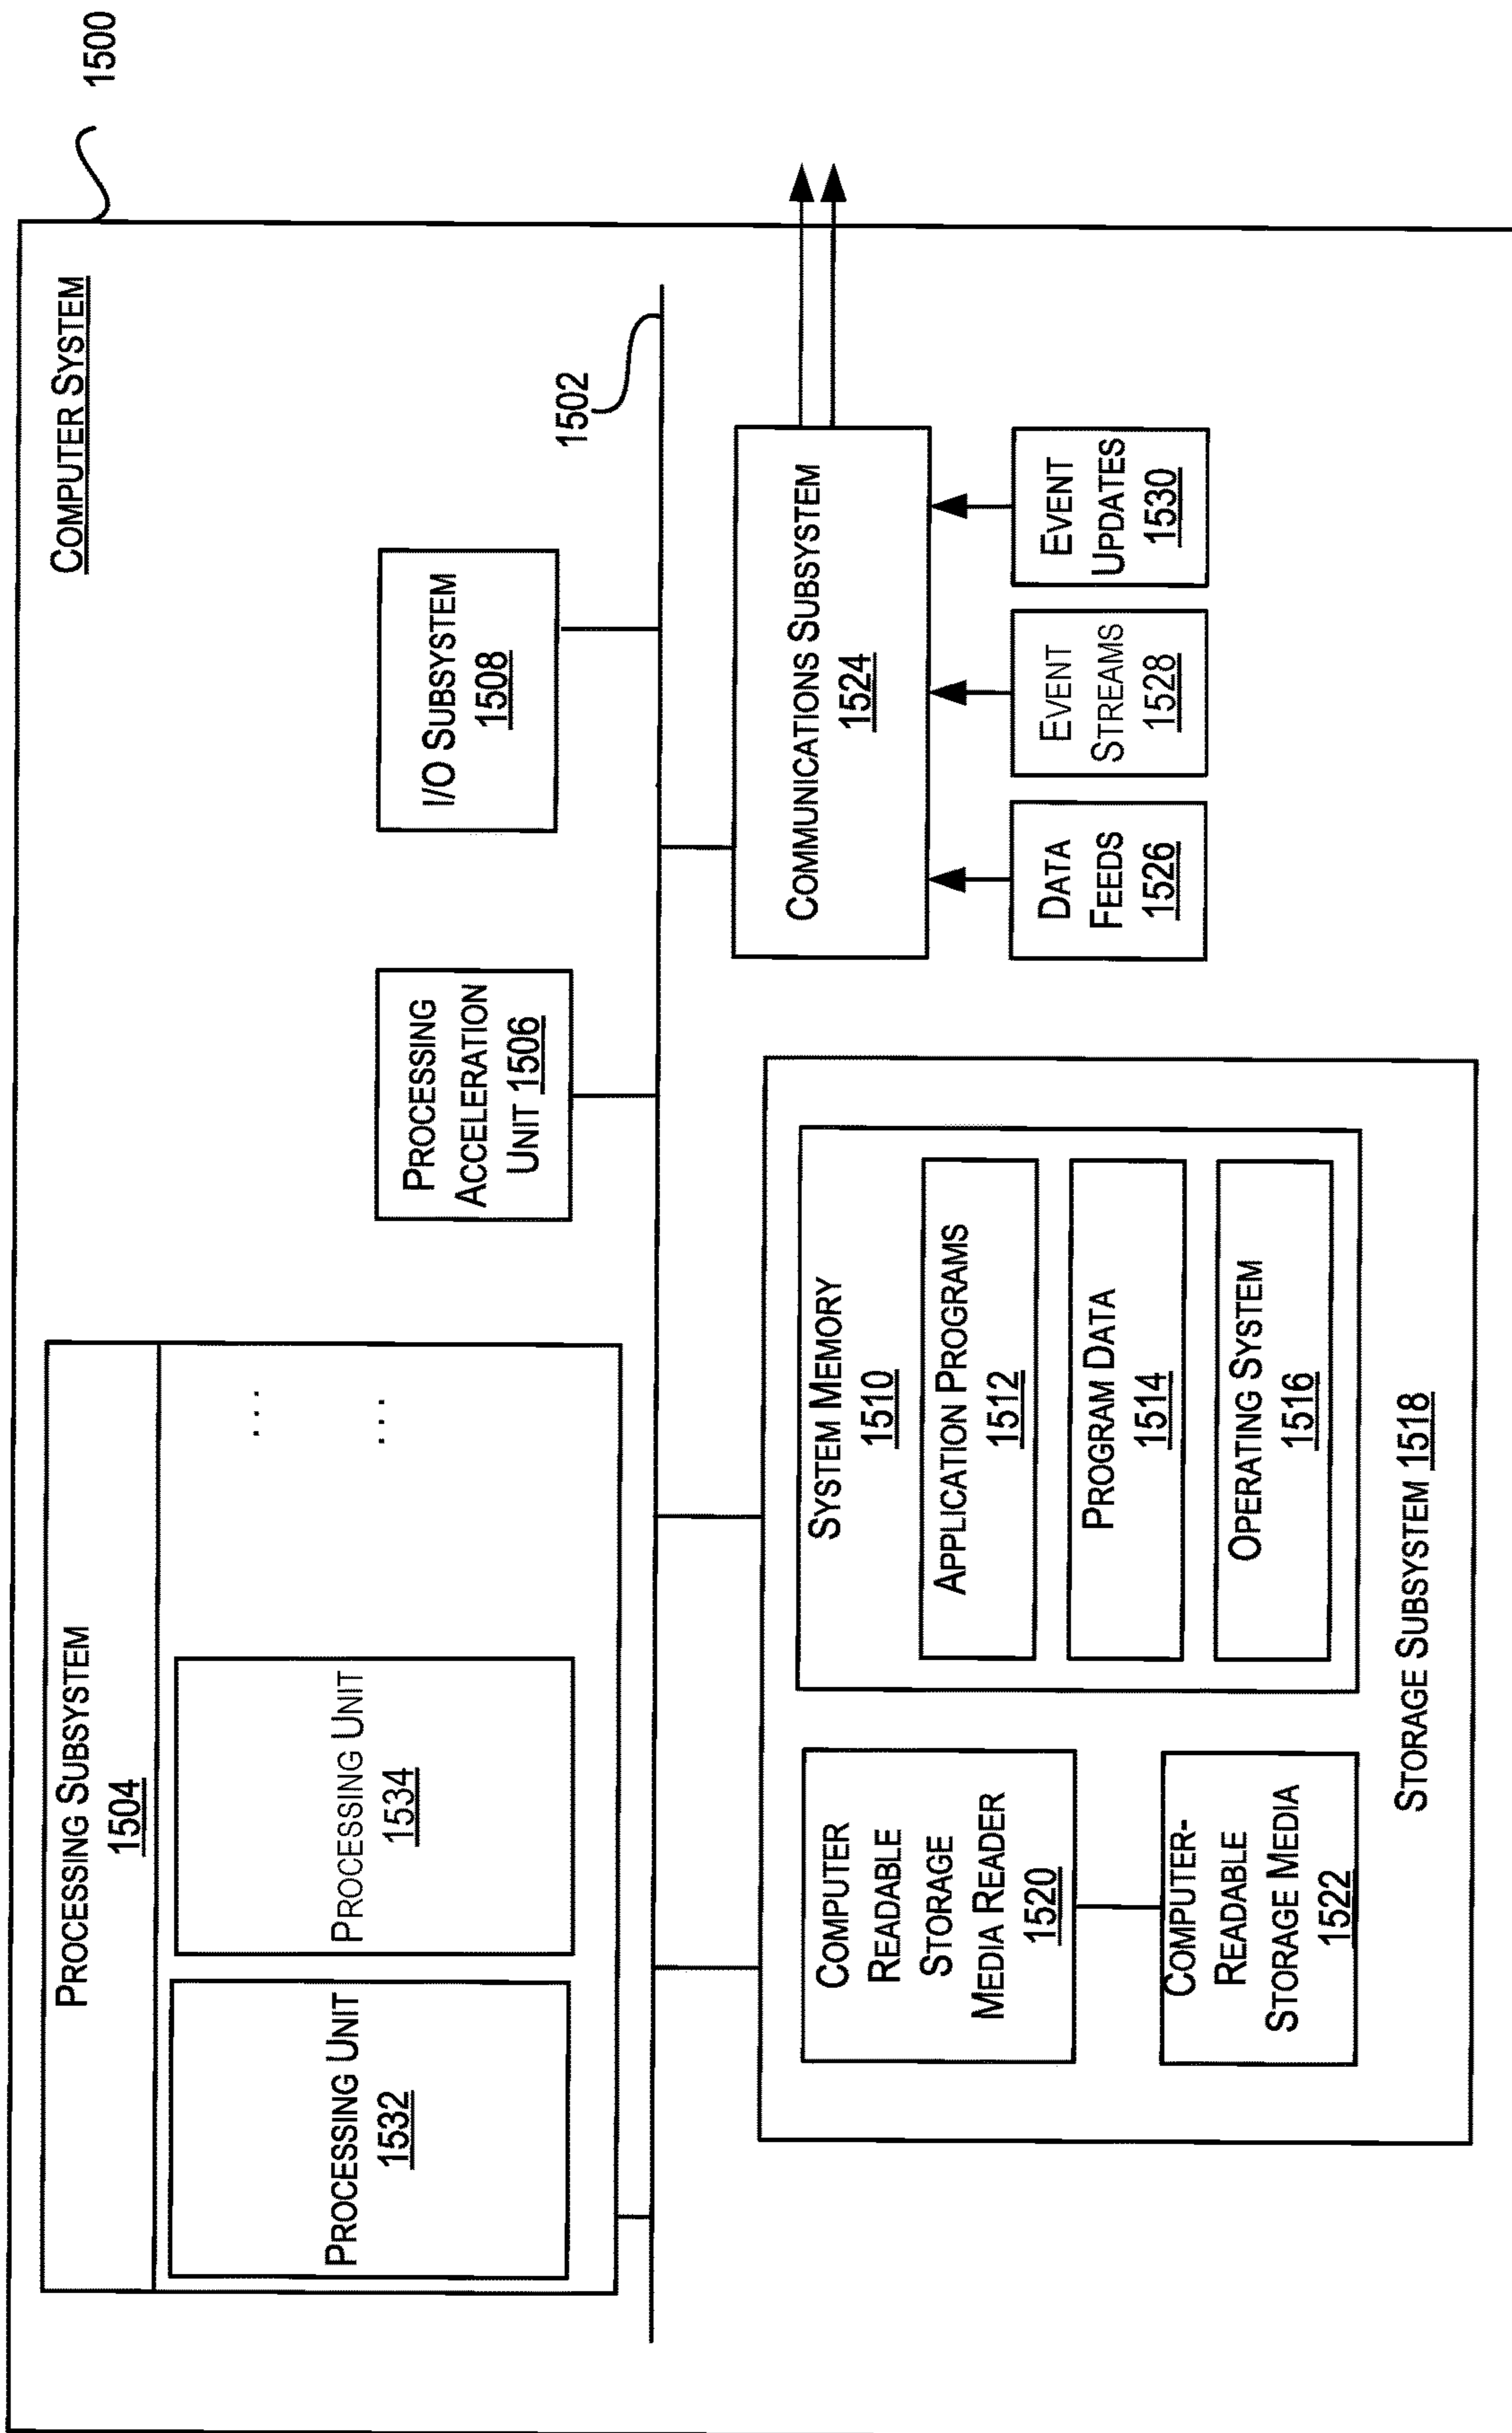 1500
COMPUTER SYSTEM
PROCESSING SUBSYSTEM
1504
PROCESSING UNIT
1532
PROCESSING UNIT
1534
...
...
PROCESSING
ACCELERATION
UNIT 1506
I/O SUBSYSTEM
1508
1502
COMPUTER
READABLE
STORAGE
MEDIA READER
1520
COMPUTER-
READABLE
STORAGE MEDIA
1522
SYSTEM MEMORY
1510
APPLICATION PROGRAMS
1512
PROGRAM DATA
1514
OPERATING SYSTEM
1516
STORAGE SUBSYSTEM 1518
COMMUNICATIONS SUBSYSTEM
1524
DATA
FEEDS
1526
EVENT
STREAMS
1528
EVENT
UPDATES
1530